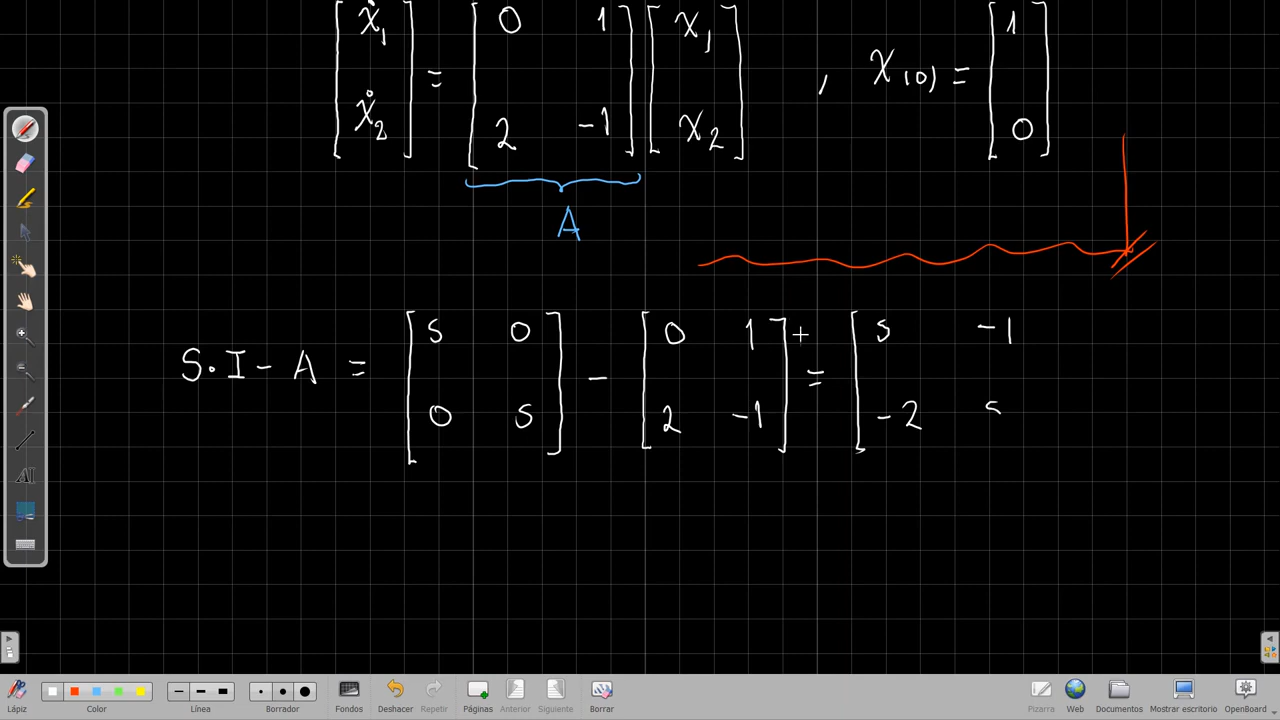 [ẋ₁ ẋ₂] = [0 1; 2 -1] [x₁ x₂] , X(0) = [1 0]
A
S·I - A = [S 0; 0 S] - [0 1; 2 -1] = [S -1; -2 S
Lápiz Color Línea Borrador Fondos Deshacer Repetir Páginas Anterior Siguiente Borrar Pizarra Web Documentos Mostrar escritorio OpenBoard